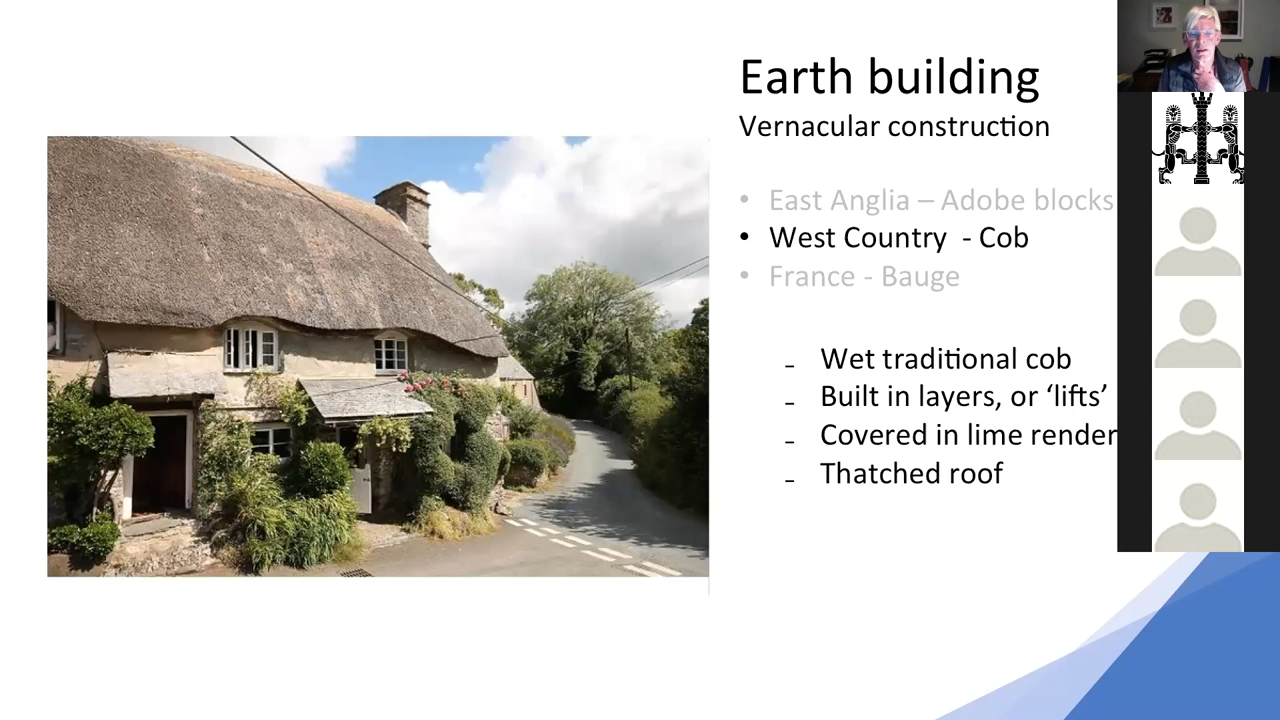 Earth building
Vernacular construction
• East Anglia – Adobe blocks
• West Country - Cob
• France - Bauge
– Wet traditional cob
– Built in layers, or ‘lifts’
– Covered in lime render
– Thatched roof